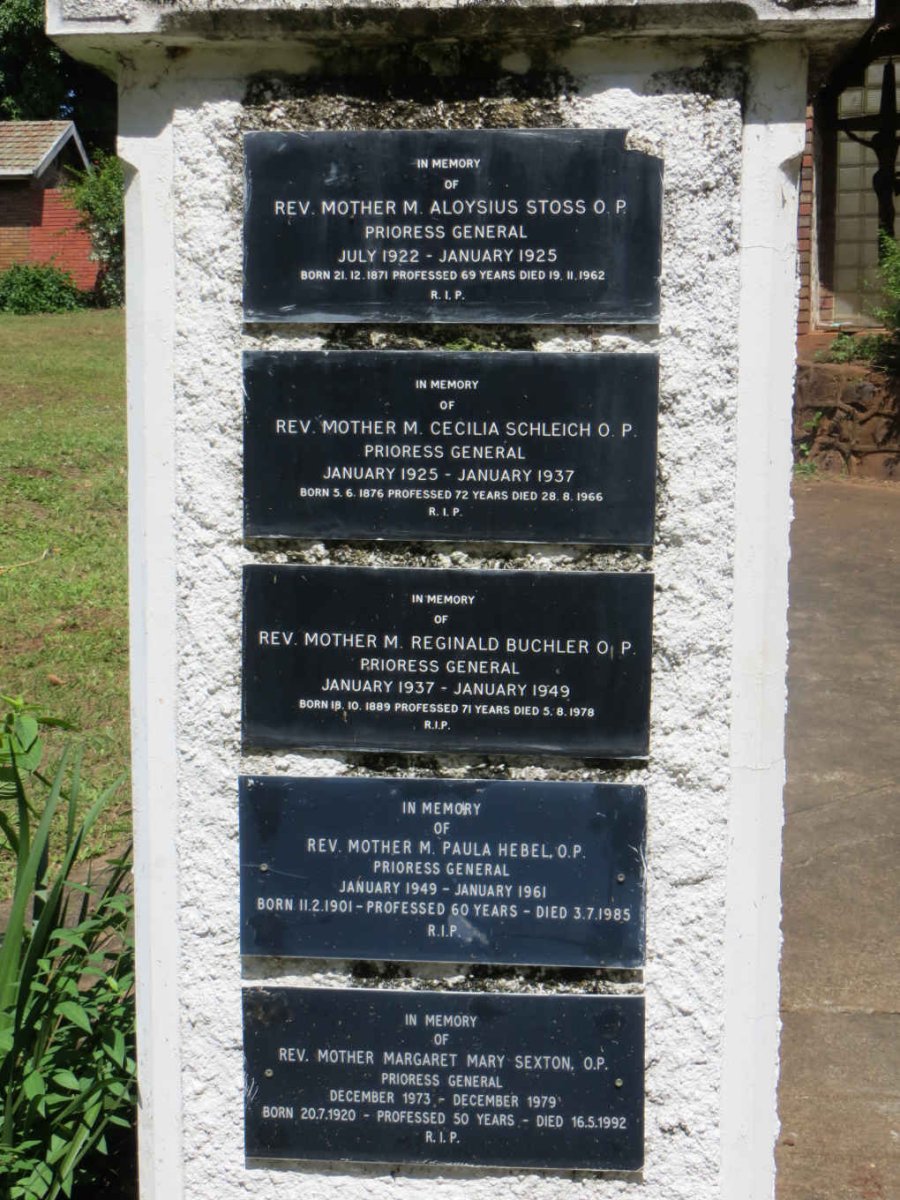 IN MEMORY
OF
REV. MOTHER M. ALOYSIUS STOSS O. P.
PRIORESS GENERAL
JULY 1922 - JANUARY 1925
BORN 21. 12. 1871 PROFESSED 69 YEARS DIED 19. 11. 1962
R. I. P.
IN MEMORY
OF
REV. MOTHER M. CECILIA SCHLEICH O. P.
PRIORESS GENERAL
JANUARY 1925 - JANUARY 1937
BORN 5. 6. 1876 PROFESSED 72 YEARS DIED 28. 8. 1966
R. I. P.
IN MEMORY
OF
REV. MOTHER M. REGINALD BUCHLER O. P.
PRIORESS GENERAL
JANUARY 1937 - JANUARY 1949
BORN 18. 10. 1889 PROFESSED 71 YEARS DIED 5. 8. 1978
R.I.P.
IN MEMORY
OF
REV. MOTHER M. PAULA HEBEL, O.P.
PRIORESS GENERAL
JANUARY 1949 - JANUARY 1961
BORN 11.2.1901 - PROFESSED 60 YEARS - DIED 3.7.1985
R.I.P.
IN MEMORY
OF
REV. MOTHER MARGARET MARY SEXTON, O.P.
PRIORESS GENERAL
DECEMBER 1973 - DECEMBER 1979
BORN 20.7.1920 - PROFESSED 50 YEARS - DIED 16.5.1992
R.I.P.